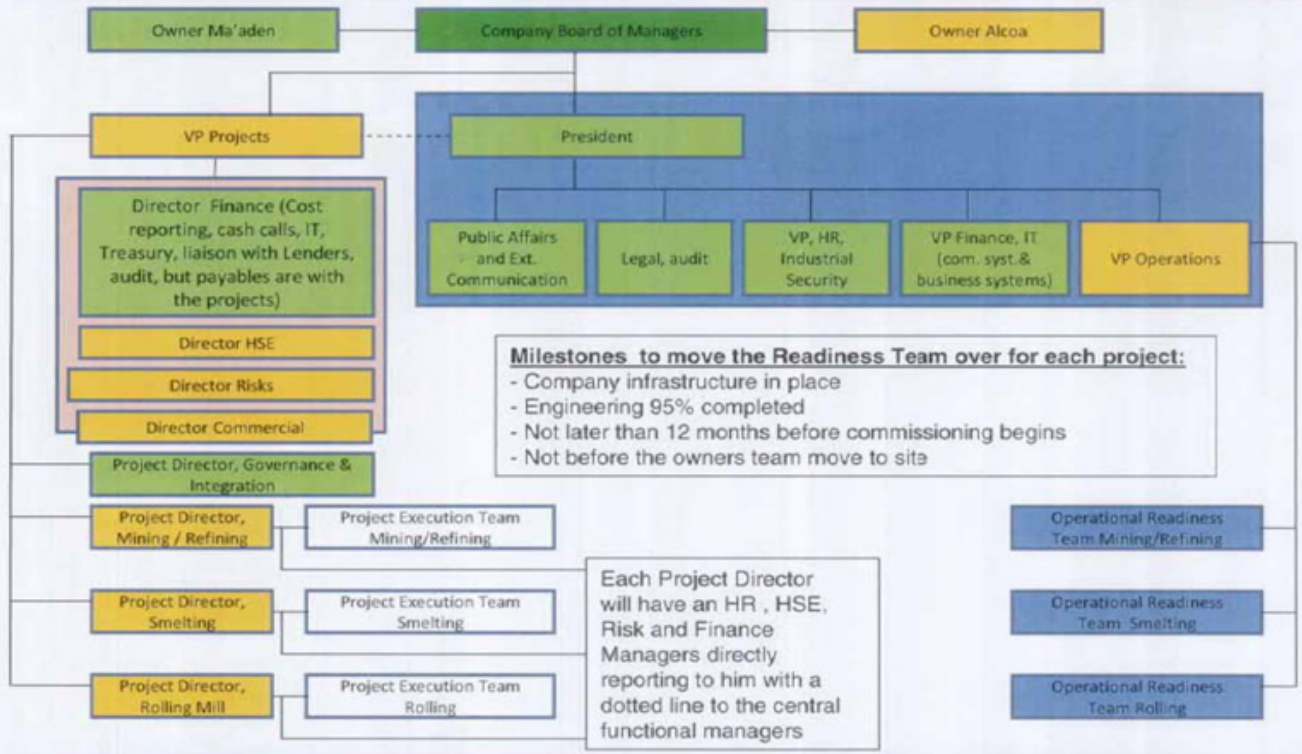 Owner Ma'aden
Company Board of Managers
Owner Alcoa
VP Projects
President
Director Finance (Cost
reporting, cash calls, IT,
Treasury, liaison with Lenders,
audit, but payables are with
the projects)
Director HSE
Director Risks
Director Commercial
Project Director, Governance &
Integration
Public Affairs
and Ext.
Communication
Legal, audit
VP, HR,
Industrial
Security
VP Finance, IT
(com. syst.&
business systems)
VP Operations
Milestones to move the Readiness Team over for each project:
- Company infrastructure in place
- Engineering 95% completed
- Not later than 12 months before commissioning begins
- Not before the owners team move to site
Project Director,
Mining / Refining
Project Execution Team
Mining/Refining
Operational Readiness
Team Mining/Refining
Project Director,
Smelting
Project Execution Team
Smelting
Operational Readiness
Team Smelting
Project Director,
Rolling Mill
Project Execution Team
Rolling
Operational Readiness
Team Rolling
Each Project Director
will have an HR , HSE,
Risk and Finance
Managers directly
reporting to him with a
dotted line to the central
functional managers